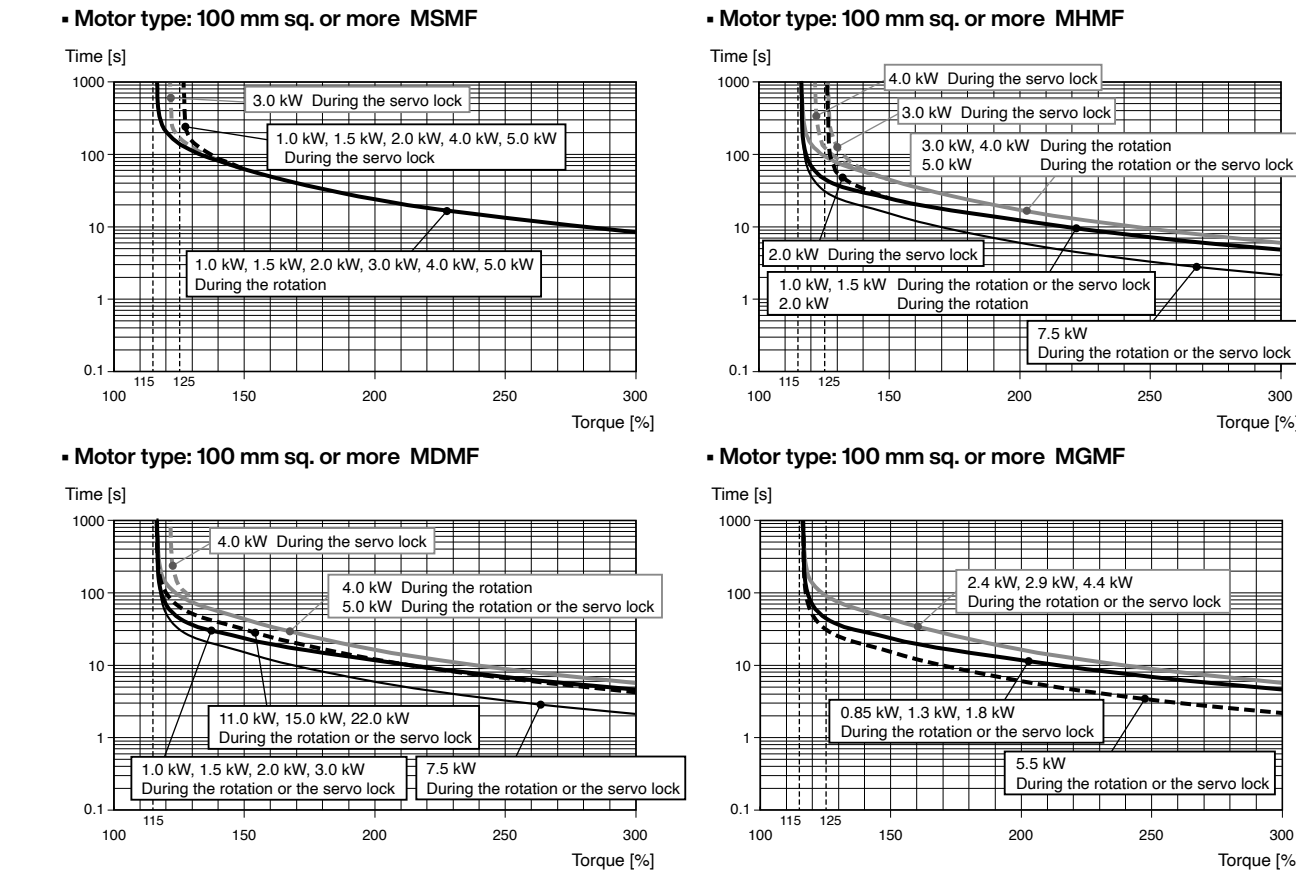 ▪ Motor type: 100 mm sq. or more MSMF
Time [s]
1000
100
10
1
0.1
3.0 kW During the servo lock
1.0 kW, 1.5 kW, 2.0 kW, 4.0 kW, 5.0 kW
During the servo lock
1.0 kW, 1.5 kW, 2.0 kW, 3.0 kW, 4.0 kW, 5.0 kW
During the rotation
115 125
100 150 200 250 300
Torque [%]
▪ Motor type: 100 mm sq. or more MHMF
Time [s]
1000
100
10
1
0.1
4.0 kW During the servo lock
3.0 kW During the servo lock
3.0 kW, 4.0 kW During the rotation
5.0 kW During the rotation or the servo lock
2.0 kW During the servo lock
1.0 kW, 1.5 kW During the rotation or the servo lock
2.0 kW During the rotation
7.5 kW
During the rotation or the servo lock
115 125
100 150 200 250 300
Torque [%]
▪ Motor type: 100 mm sq. or more MDMF
Time [s]
1000
100
10
1
0.1
4.0 kW During the servo lock
4.0 kW During the rotation
5.0 kW During the rotation or the servo lock
11.0 kW, 15.0 kW, 22.0 kW
During the rotation or the servo lock
1.0 kW, 1.5 kW, 2.0 kW, 3.0 kW
During the rotation or the servo lock
7.5 kW
During the rotation or the servo lock
115
100 150 200 250 300
Torque [%]
▪ Motor type: 100 mm sq. or more MGMF
Time [s]
1000
100
10
1
0.1
2.4 kW, 2.9 kW, 4.4 kW
During the rotation or the servo lock
0.85 kW, 1.3 kW, 1.8 kW
During the rotation or the servo lock
5.5 kW
During the rotation or the servo lock
115 125
100 150 200 250 300
Torque [%